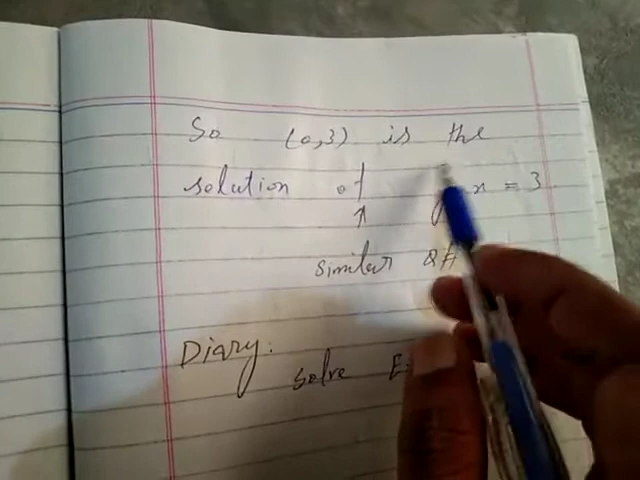 So (0,3) is the
solution of y x = 3
similar Q#
Diary:
solve